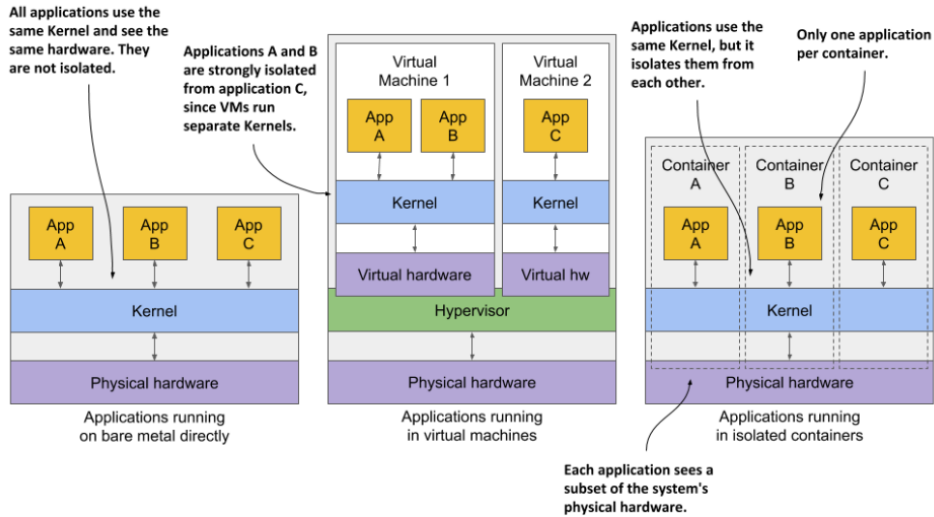 All applications use the
same Kernel and see the
same hardware. They
are not isolated.
Applications A and B
are strongly isolated
from application C,
since VMs run
separate Kernels.
Applications use the
same Kernel, but it
isolates them from
each other.
Only one application
per container.
App
A
App
B
App
C
Kernel
Physical hardware
Applications running
on bare metal directly
Virtual
Machine 1
Virtual
Machine 2
App
A
App
B
App
C
Kernel
Kernel
Virtual hardware
Virtual hw
Hypervisor
Physical hardware
Applications running
in virtual machines
Container
A
Container
B
Container
C
App
A
App
B
App
C
Kernel
Physical hardware
Applications running
in isolated containers
Each application sees a
subset of the system's
physical hardware.